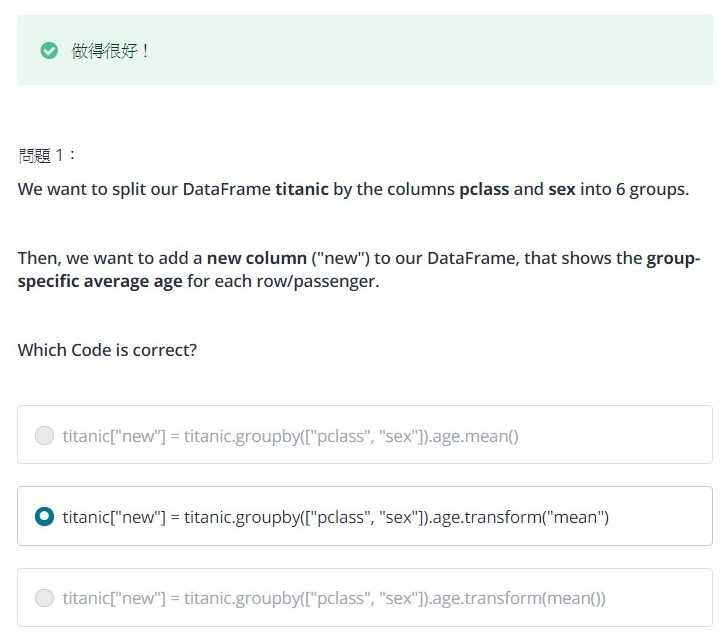 做得很好！
問題 1：
We want to split our DataFrame titanic by the columns pclass and sex into 6 groups.
Then, we want to add a new column ("new") to our DataFrame, that shows the group-
specific average age for each row/passenger.
Which Code is correct?
titanic["new"] = titanic.groupby(["pclass", "sex"]).age.mean()
titanic["new"] = titanic.groupby(["pclass", "sex"]).age.transform("mean")
titanic["new"] = titanic.groupby(["pclass", "sex"]).age.transform(mean())